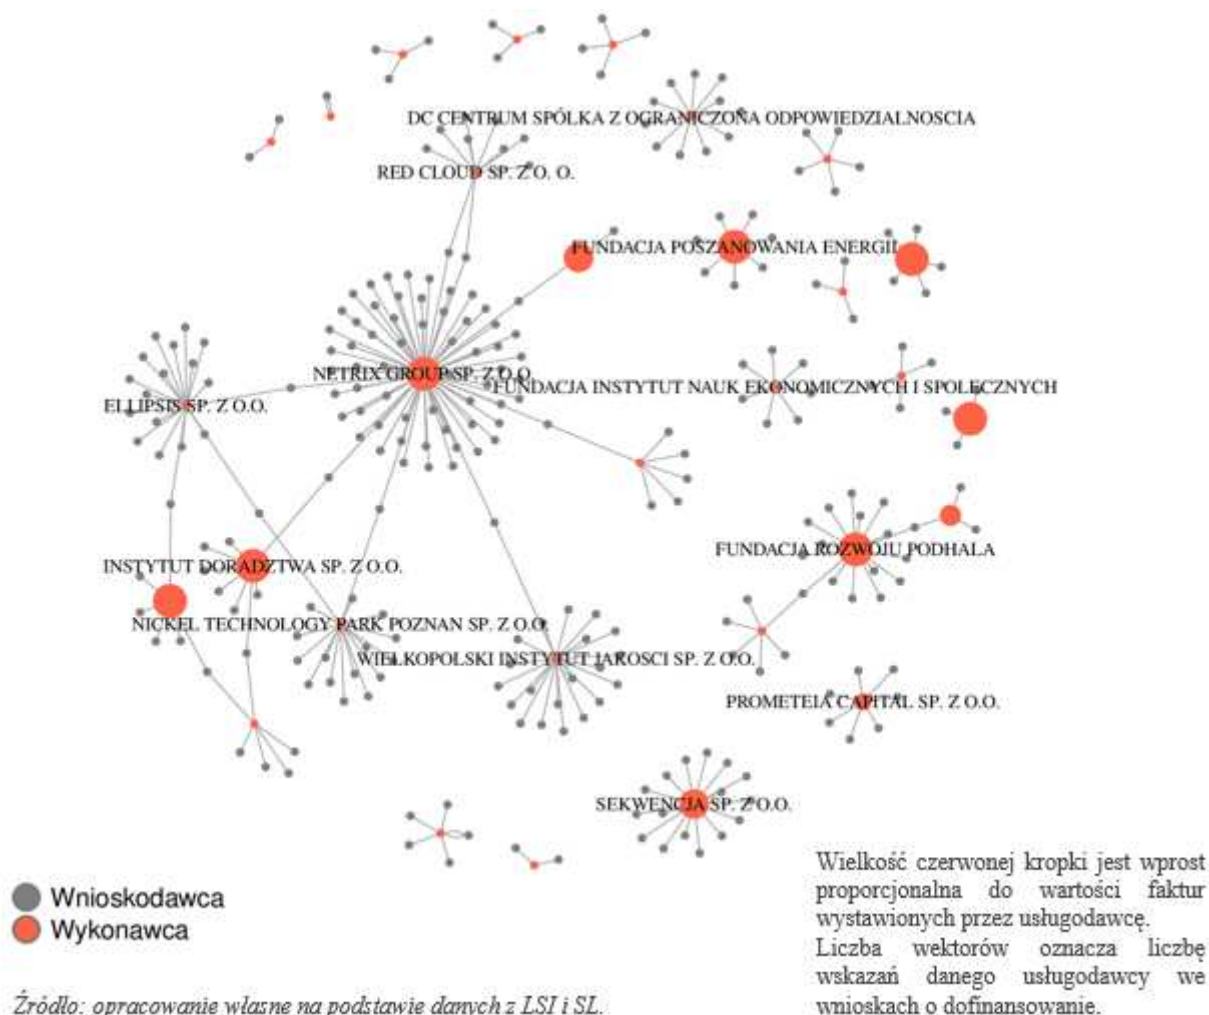 DC CENTRUM SPÓLKA Z OGRANICZONA ODPOWIEDZIALNOSCIA
RED CLOUD SP. Z O. O.
FUNDACJA POSZANOWANIA ENERGII
NETRIX GROUP SP. Z O.O.
FUNDACJA INSTYTUT NAUK EKONOMICZNYCH I SPOLECZNYCH
ELLIPSIS SP. Z O.O.
FUNDACJA ROZWOJU PODHALA
INSTYTUT DORADZTWA SP. Z O.O.
NICKEL TECHNOLOGY PARK POZNAN SP. Z O.O.
WIELKOPOLSKI INSTYTUT JAKOSCI SP. Z O.O.
PROMETEIA CAPITAL SP. Z O.O.
SEKWENCJA SP. Z O.O.
Wnioskodawca
Wykonawca
Wielkość czerwonej kropki jest wprost
proporcjonalna do wartości faktur
wystawionych przez usługodawcę.
Liczba wektorów oznacza liczbę
wskazań danego usługodawcy we
wnioskach o dofinansowanie.
Źródło: opracowanie własne na podstawie danych z LSI i SL.